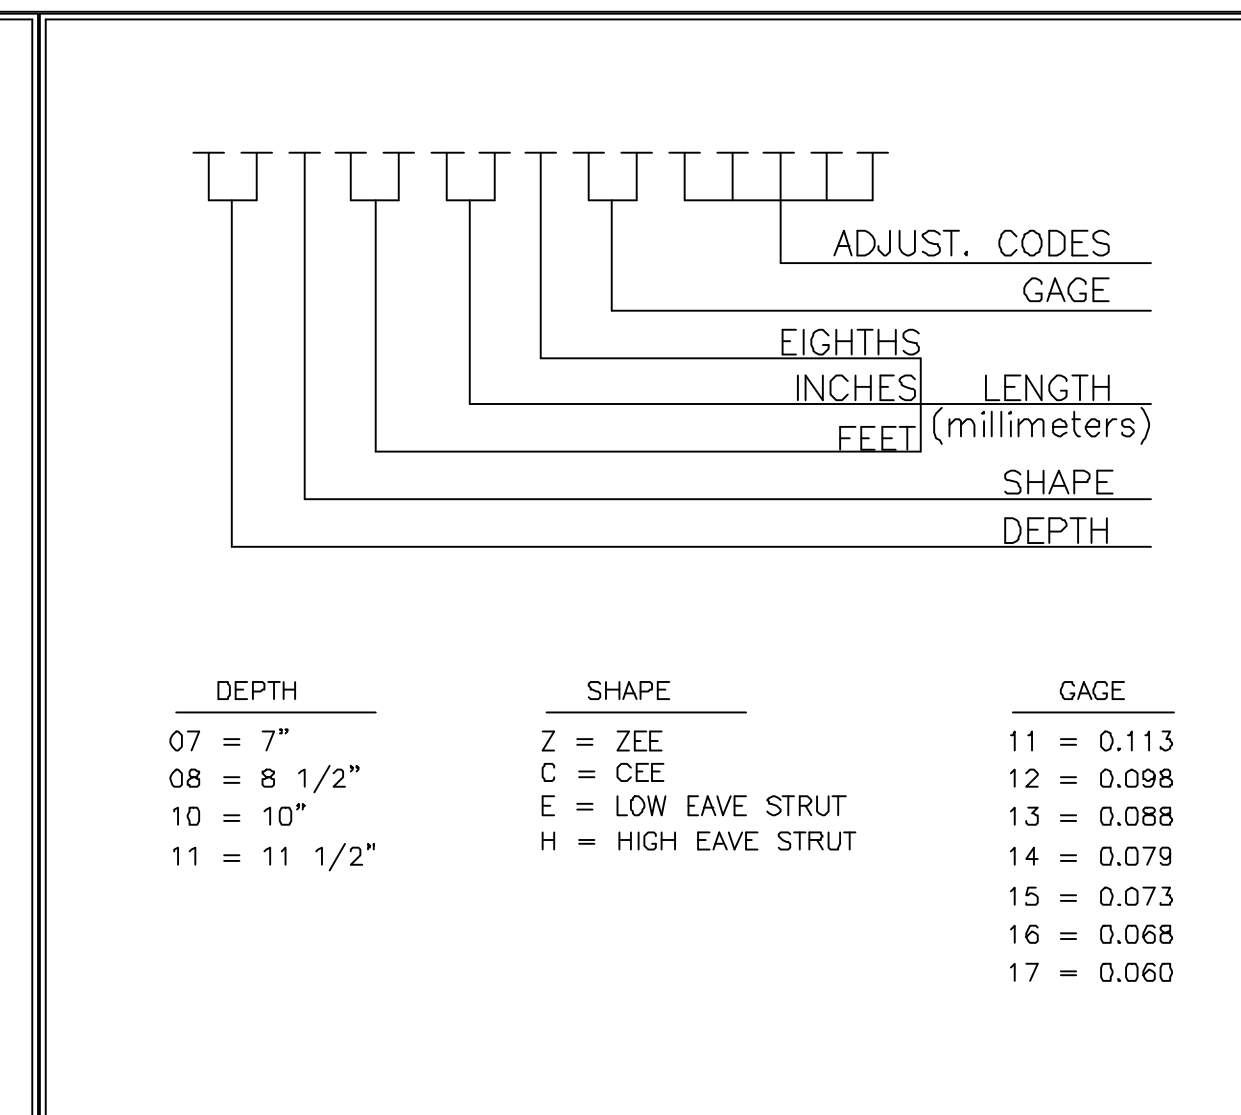 ADJUST. CODES
GAGE
EIGHTHS
INCHES LENGTH
(millimeters)
FEET
SHAPE
DEPTH
DEPTH
07 = 7"
08 = 8 1/2"
10 = 10"
11 = 11 1/2"
SHAPE
Z = ZEE
C = CEE
E = LOW EAVE STRUT
H = HIGH EAVE STRUT
GAGE
11 = 0.113
12 = 0.098
13 = 0.088
14 = 0.079
15 = 0.073
16 = 0.068
17 = 0.060